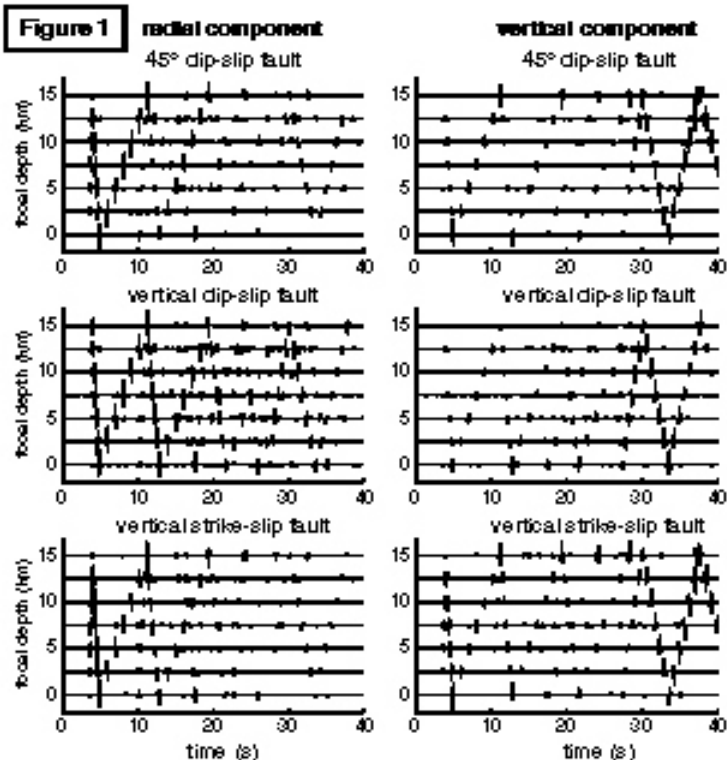 Figure 1
radial component
vertical component
45° dip-slip fault
45° dip-slip fault
focal depth (km)
15
10
5
0
15
10
5
0
0 10 20 30 40
0 10 20 30 40
vertical dip-slip fault
vertical dip-slip fault
focal depth (km)
15
10
5
0
15
10
5
0
0 10 20 30 40
0 10 20 30 40
vertical strike-slip fault
vertical strike-slip fault
focal depth (km)
15
10
5
0
15
10
5
0
0 10 20 30 40
0 10 20 30 40
time (s)
time (s)